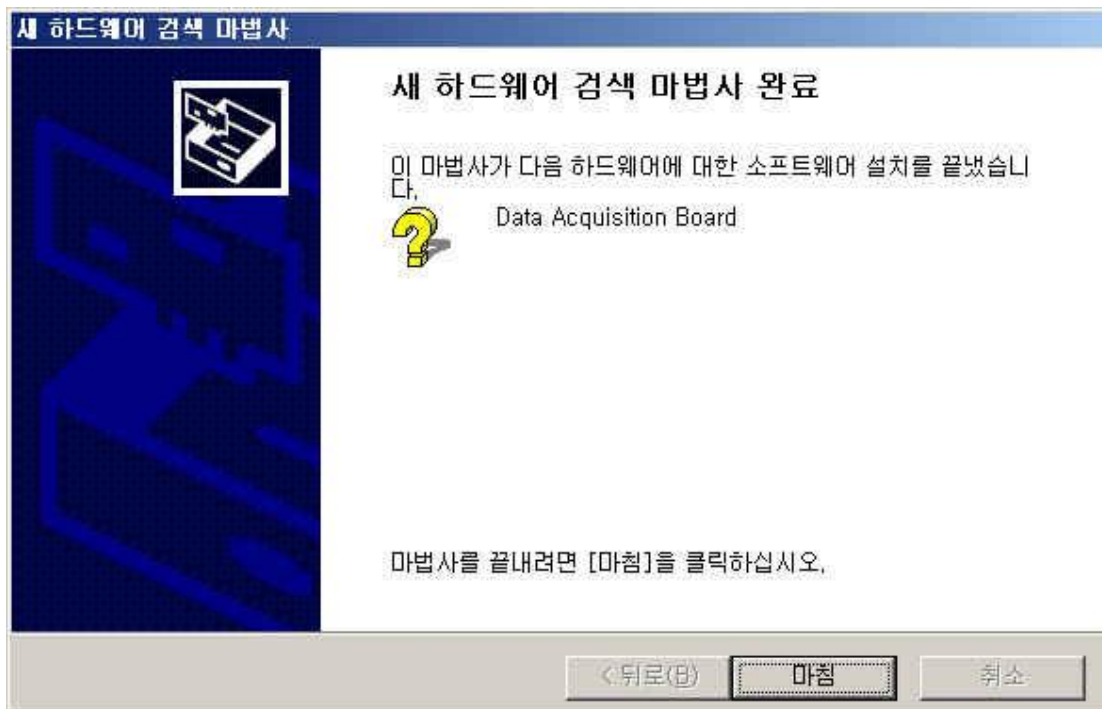 새 하드웨어 검색 마법사
새 하드웨어 검색 마법사 완료
이 마법사가 다음 하드웨어에 대한 소프트웨어 설치를 끝냈습니
다.
Data Acquisition Board
마법사를 끝내려면 [마침]을 클릭하십시오.
< 뒤로(B) 마침 취소